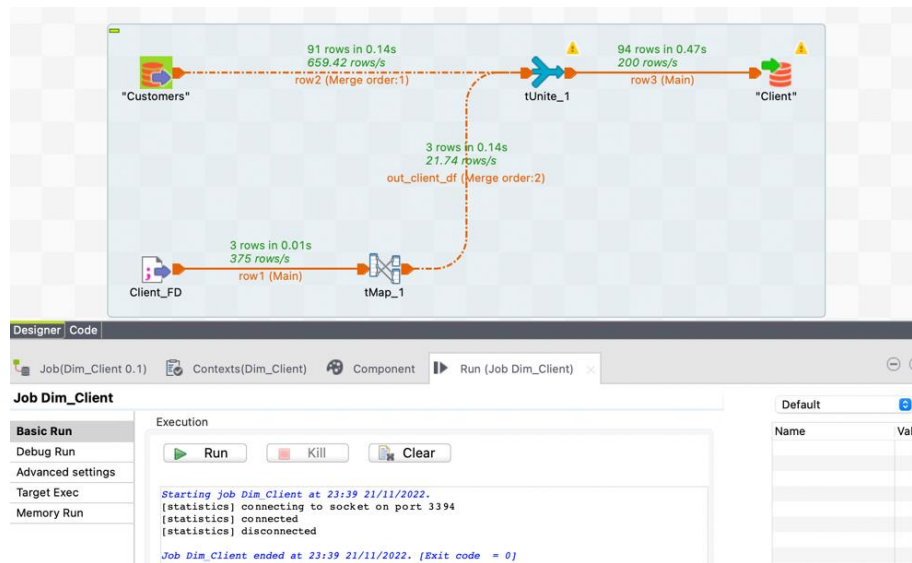 91 rows in 0.14s
659.42 rows/s
row2 (Merge order:1)
94 rows in 0.47s
200 rows/s
row3 (Main)
"Customers"
tUnite_1
"Client"
3 rows in 0.14s
21.74 rows/s
out_client_df (Merge order:2)
3 rows in 0.01s
375 rows/s
row1 (Main)
Client_FD
tMap_1
Designer Code
Job(Dim_Client 0.1) Contexts(Dim_Client) Component Run (Job Dim_Client)
Job Dim_Client
Default
Basic Run
Debug Run
Advanced settings
Target Exec
Memory Run
Execution
Run Kill Clear
Name Val
Starting job Dim_Client at 23:39 21/11/2022.
[statistics] connecting to socket on port 3394
[statistics] connected
[statistics] disconnected
Job Dim_Client ended at 23:39 21/11/2022. [Exit code = 0]